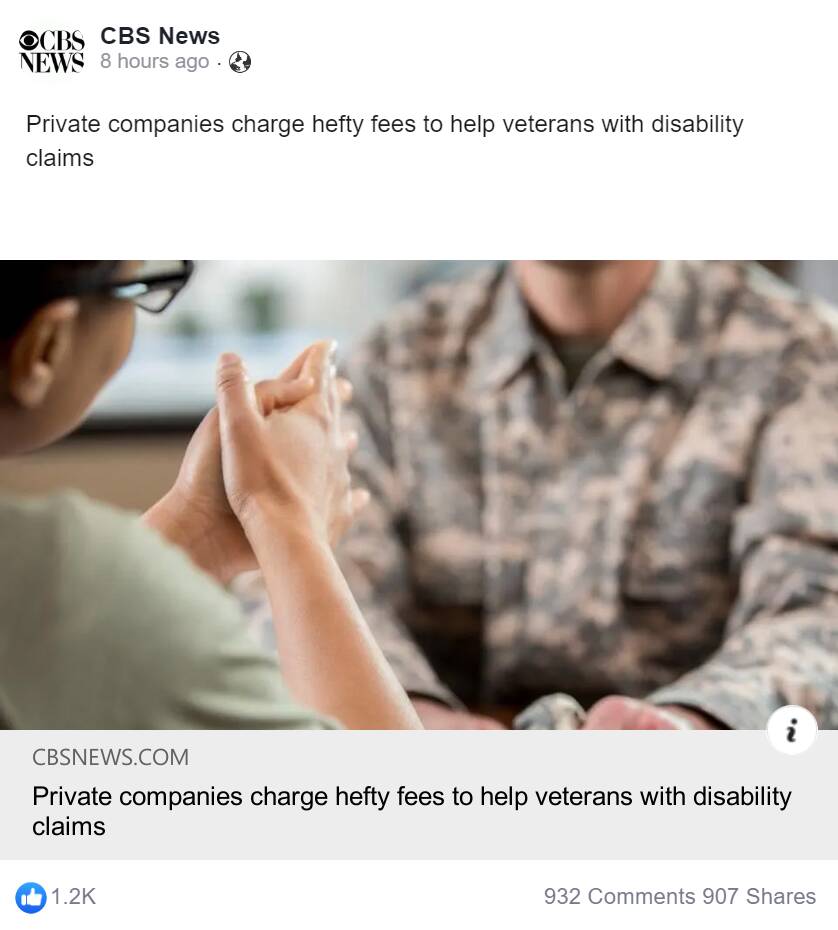 CBS NEWS
CBS News
8 hours ago ·
Private companies charge hefty fees to help veterans with disability
claims
i
CBSNEWS.COM
Private companies charge hefty fees to help veterans with disability
claims
1.2K
932 Comments 907 Shares